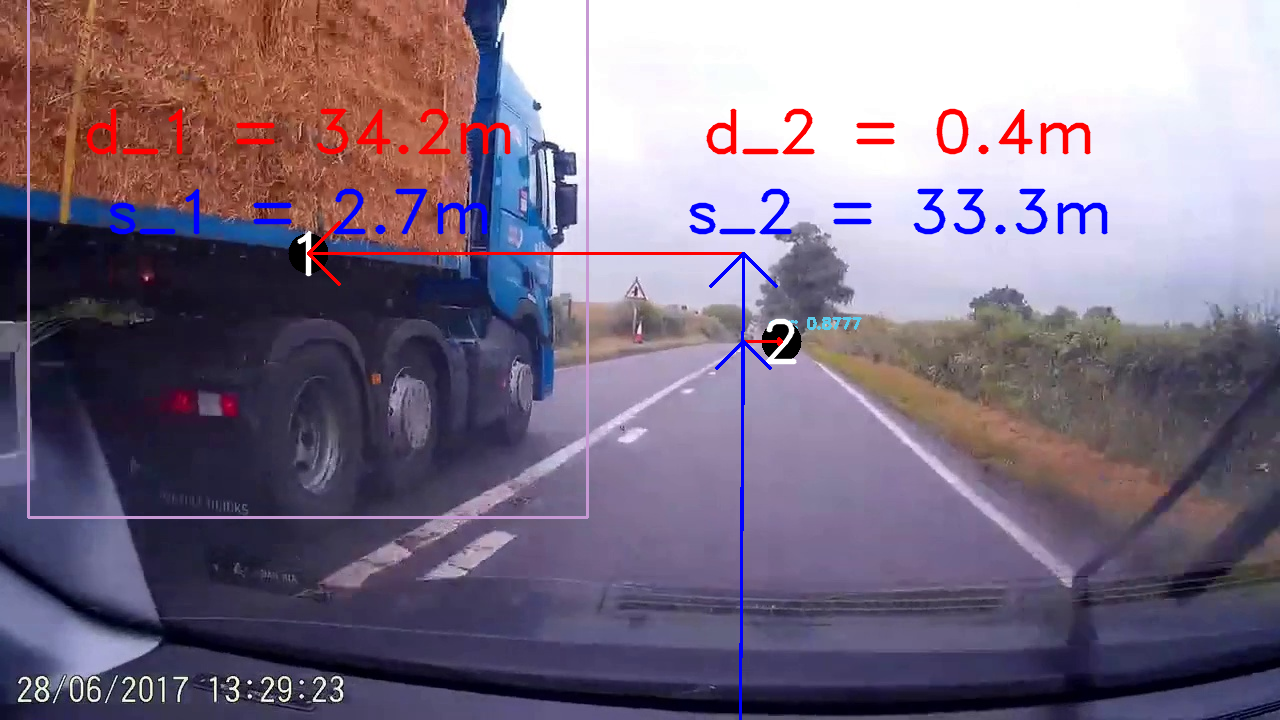 d_1 = 34.2m
d_2 = 0.4m
s_1 = 2.7m
s_2 = 33.3m
1
2
0.8777
28/06/2017 13:29:23